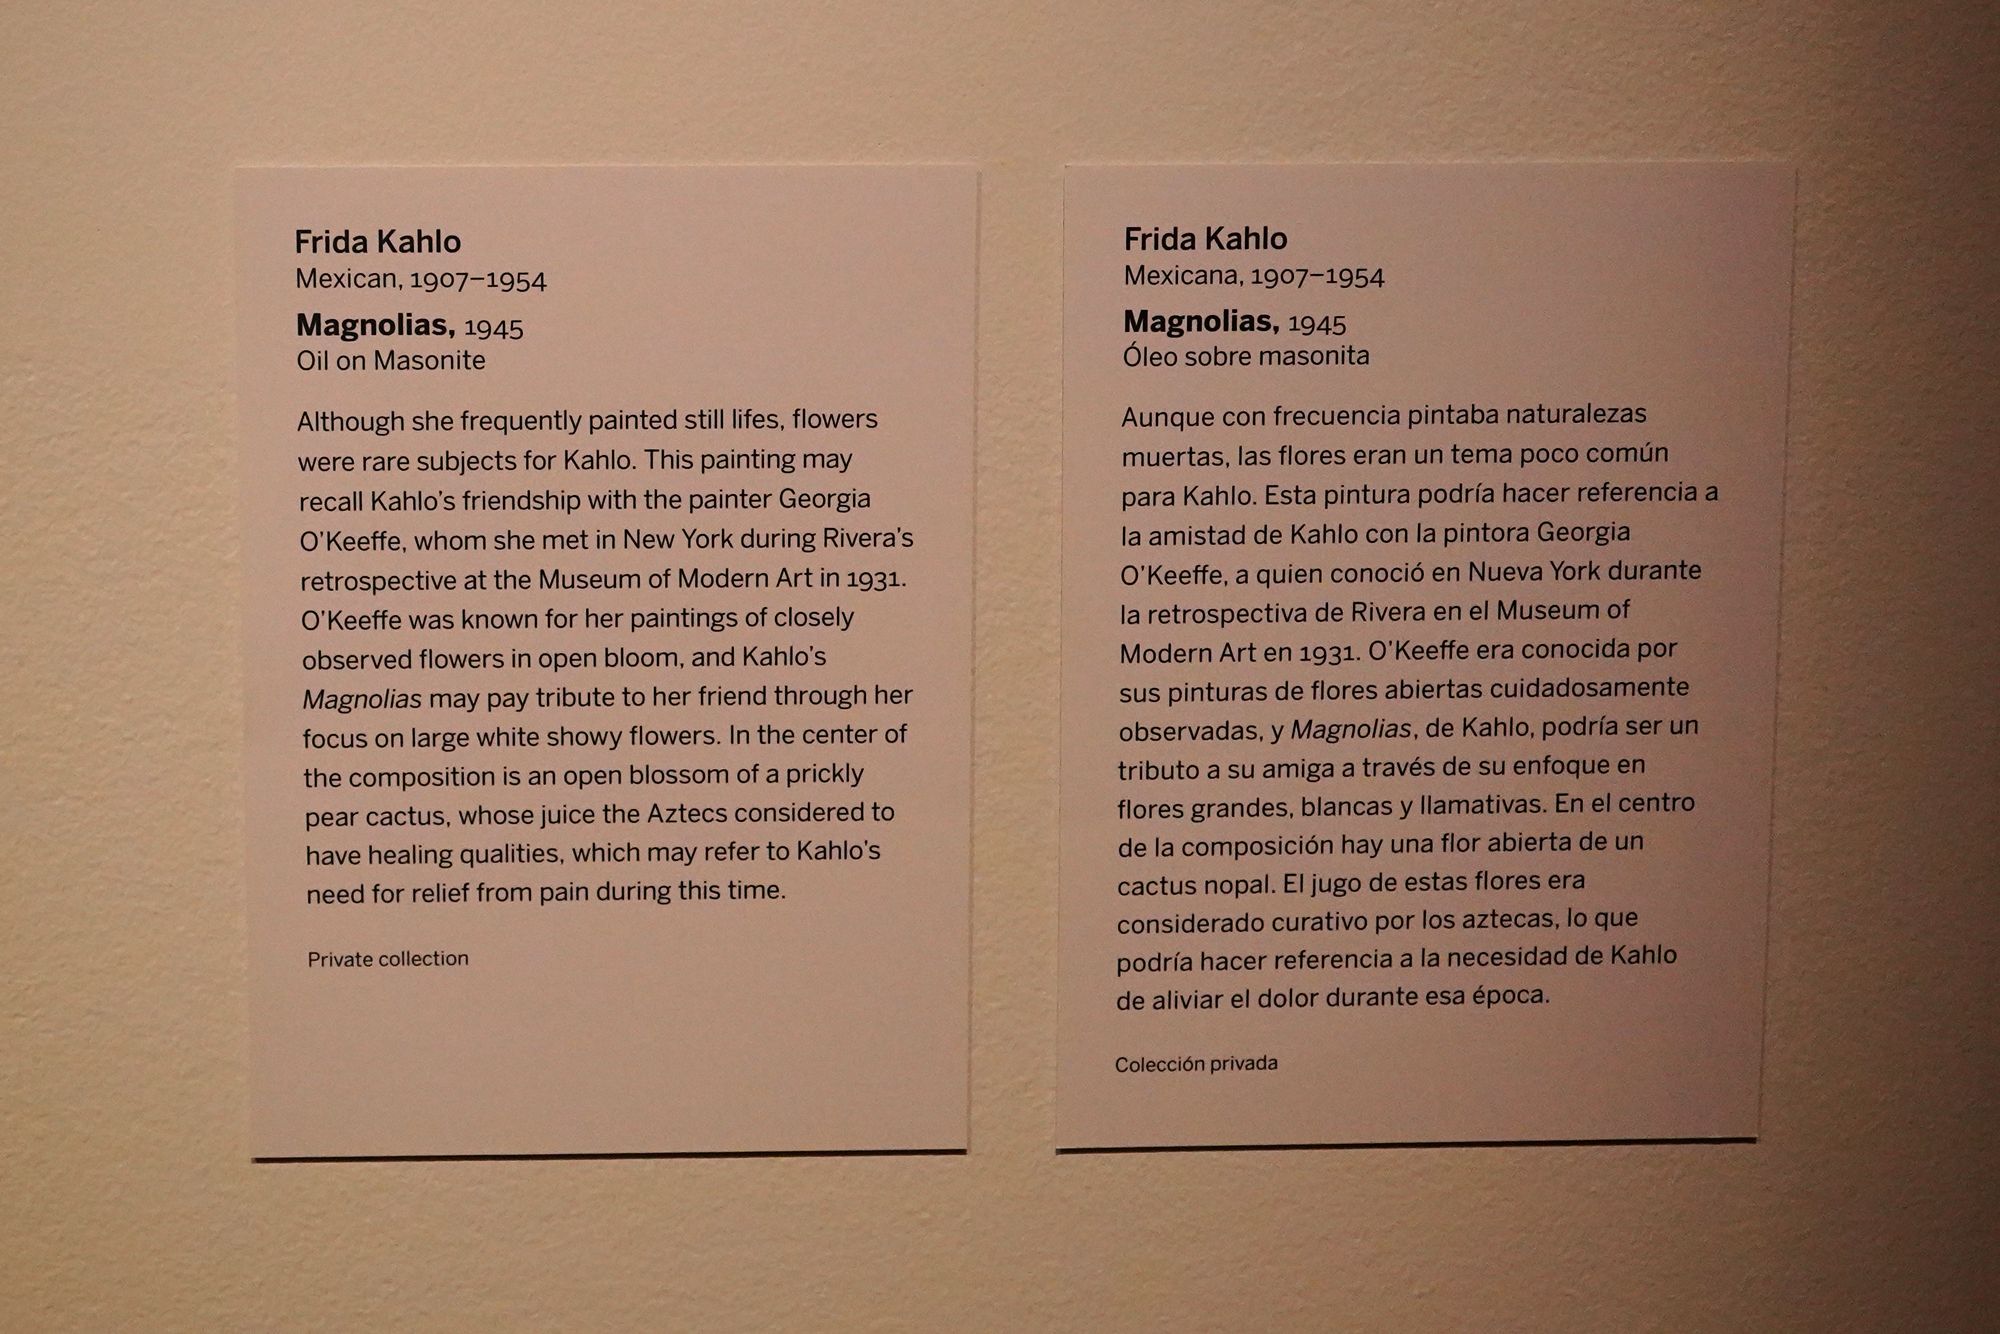 Frida Kahlo
Mexican, 1907–1954
Magnolias, 1945
Oil on Masonite
Although she frequently painted still lifes, flowers
were rare subjects for Kahlo. This painting may
recall Kahlo's friendship with the painter Georgia
O'Keeffe, whom she met in New York during Rivera's
retrospective at the Museum of Modern Art in 1931.
O'Keeffe was known for her paintings of closely
observed flowers in open bloom, and Kahlo's
Magnolias may pay tribute to her friend through her
focus on large white showy flowers. In the center of
the composition is an open blossom of a prickly
pear cactus, whose juice the Aztecs considered to
have healing qualities, which may refer to Kahlo's
need for relief from pain during this time.
Private collection
Frida Kahlo
Mexicana, 1907–1954
Magnolias, 1945
Óleo sobre masonita
Aunque con frecuencia pintaba naturalezas
muertas, las flores eran un tema poco común
para Kahlo. Esta pintura podría hacer referencia a
la amistad de Kahlo con la pintora Georgia
O'Keeffe, a quien conoció en Nueva York durante
la retrospectiva de Rivera en el Museum of
Modern Art en 1931. O'Keeffe era conocida por
sus pinturas de flores abiertas cuidadosamente
observadas, y Magnolias, de Kahlo, podría ser un
tributo a su amiga a través de su enfoque en
flores grandes, blancas y llamativas. En el centro
de la composición hay una flor abierta de un
cactus nopal. El jugo de estas flores era
considerado curativo por los aztecas, lo que
podría hacer referencia a la necesidad de Kahlo
de aliviar el dolor durante esa época.
Colección privada